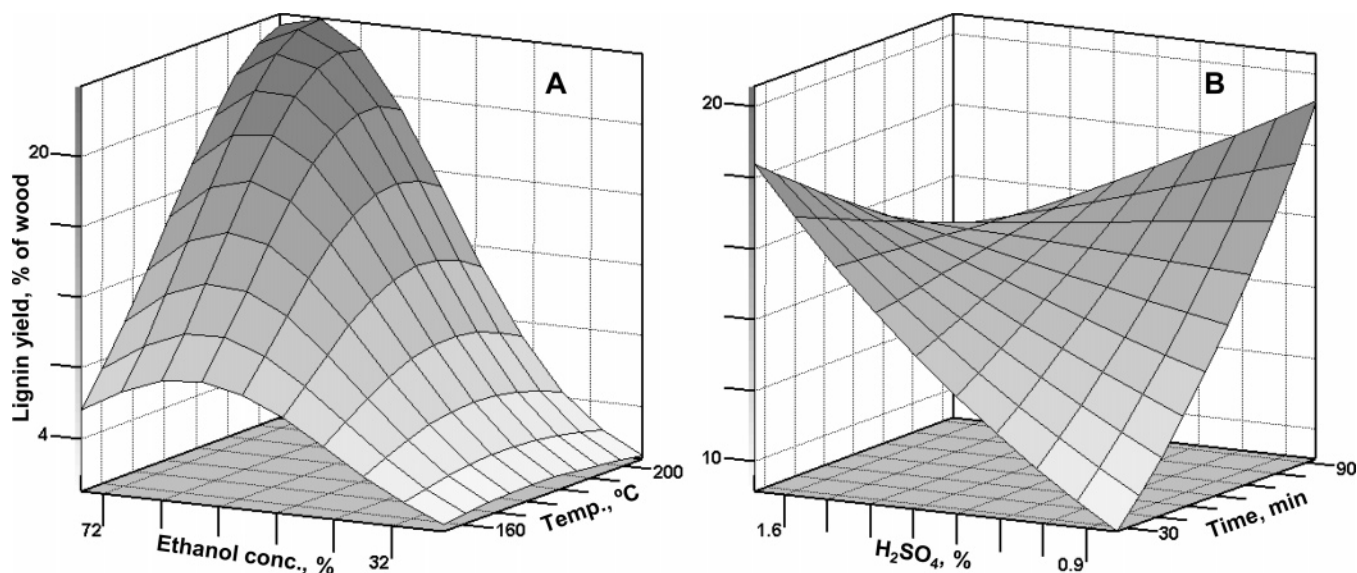 A
20
4
Lignin yield, % of wood
72
Ethanol conc., %
32
160
Temp., ºC
200
B
20
10
1.6
H2SO4, %
0.9
30
Time, min
90